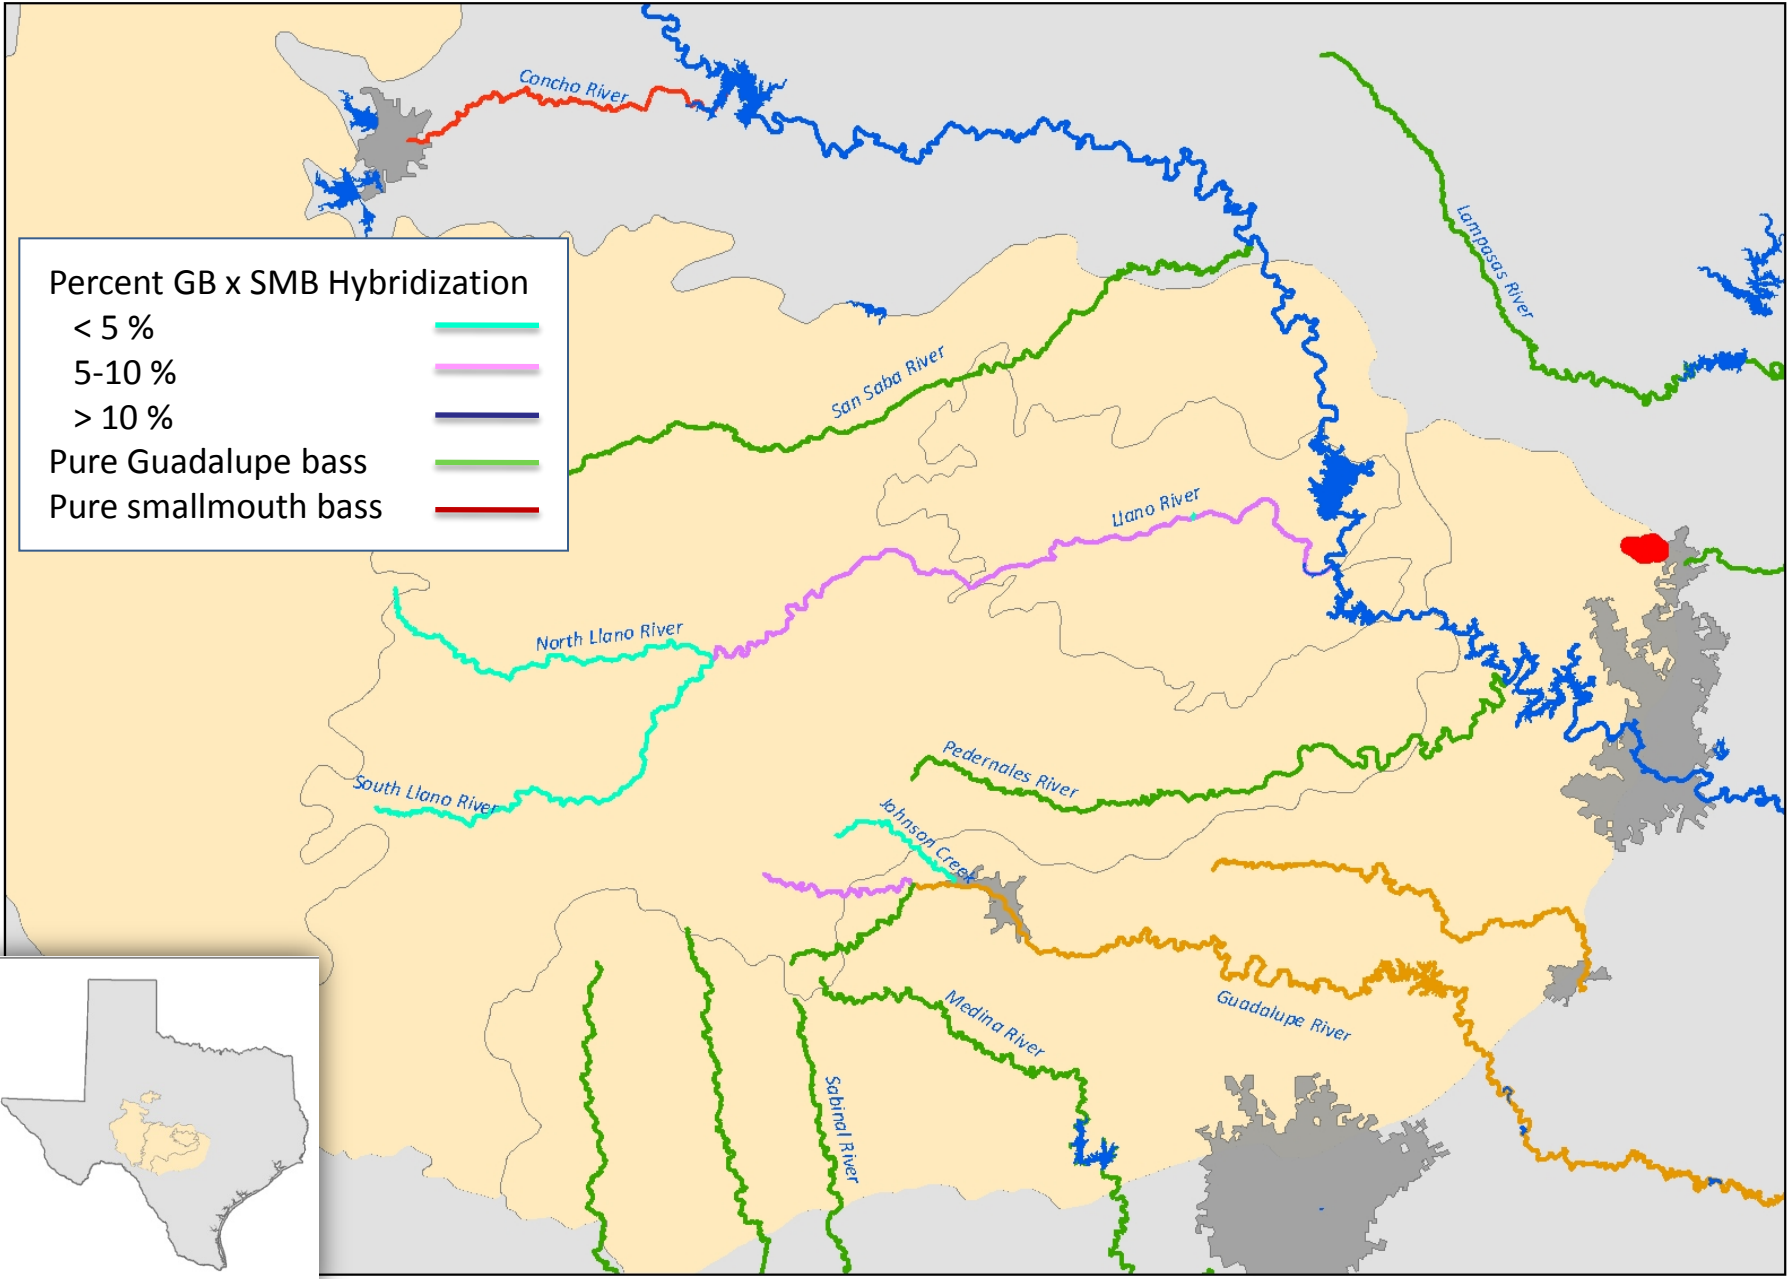 Concho River
Lampasas River
Percent GB x SMB Hybridization
< 5 %
5-10 %
> 10 %
Pure Guadalupe bass
Pure smallmouth bass
San Saba River
Llano River
North Llano River
South Llano River
Pedernales River
Johnson Creek
Medina River
Guadalupe River
Sabinal River